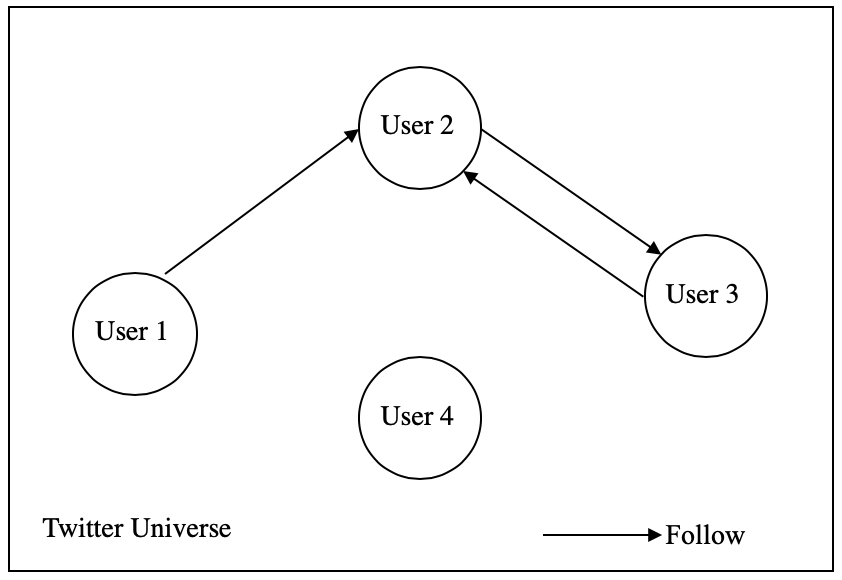 User 2
User 3
User 1
User 4
Twitter Universe
Follow